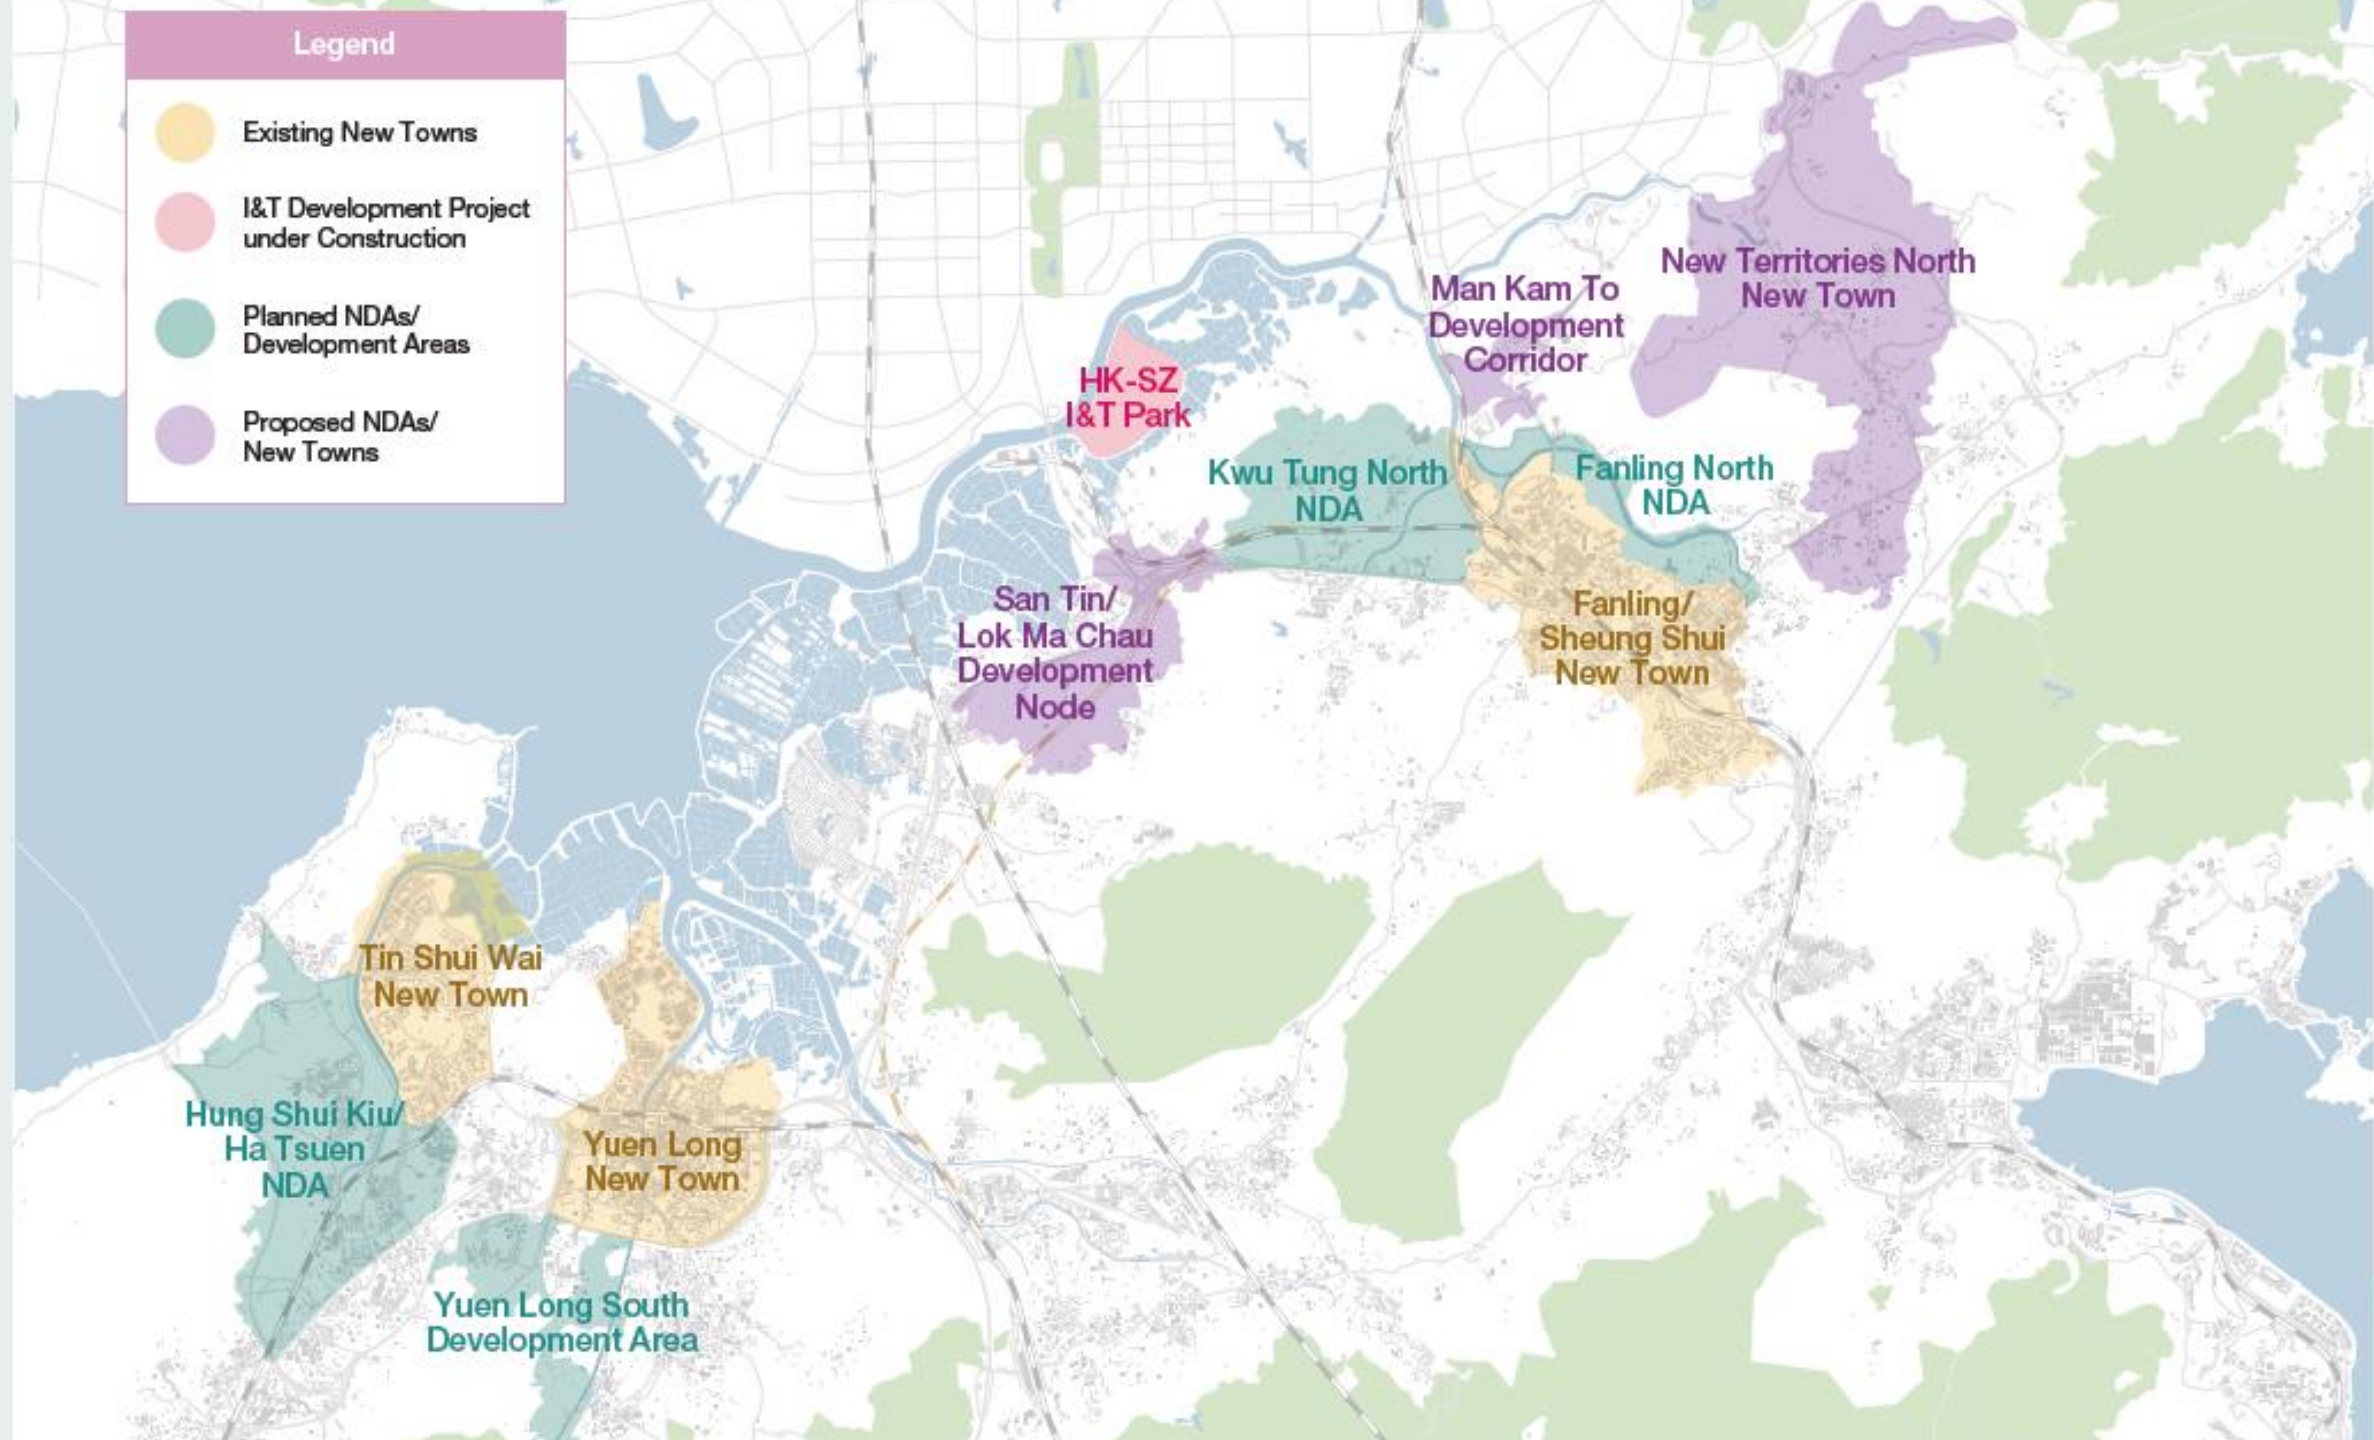 Legend
Existing New Towns
I&T Development Project
under Construction
Planned NDAs/
Development Areas
Proposed NDAs/
New Towns
New Territories North
New Town
Man Kam To
Development
Corridor
HK-SZ
I&T Park
Kwu Tung North
NDA
Fanling North
NDA
San Tin/
Lok Ma Chau
Development
Node
Fanling/
Sheung Shui
New Town
Tin Shui Wai
New Town
Hung Shui Kiu/
Ha Tsuen
NDA
Yuen Long
New Town
Yuen Long South
Development Area